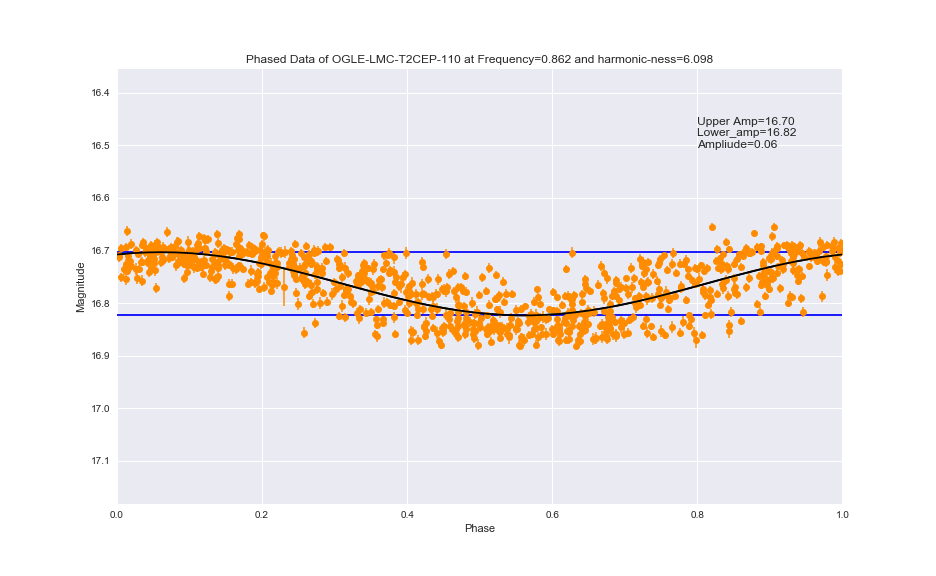 Phased Data of OGLE-LMC-T2CEP-110 at Frequency=0.862 and harmonic-ness=6.098
Upper Amp=16.70
Lower_amp=16.82
Ampliude=0.06
16.4
16.5
16.6
16.7
16.8
16.9
17.0
17.1
Magnitude
0.0 0.2 0.4 0.6 0.8 1.0
Phase